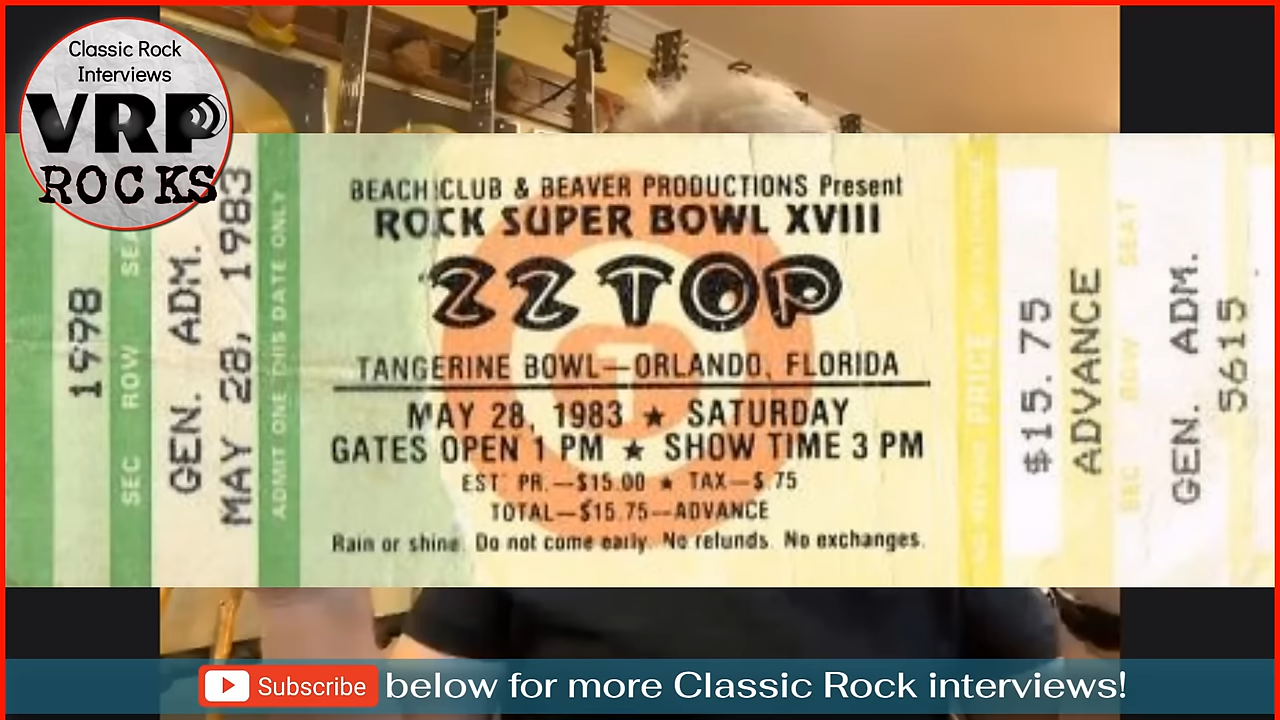 Classic Rock
Interviews
VRP
ROCKS
1998
SEC ROW SEA
GEN. ADM.
MAY 28, 1983
ADMIT ONE THIS DATE ONLY
BEACH CLUB & BEAVER PRODUCTIONS Present
ROCK SUPER BOWL XVIII
ZZ TOP
TANGERINE BOWL—ORLANDO, FLORIDA
MAY 28, 1983 ★ SATURDAY
GATES OPEN 1 PM ★ SHOW TIME 3 PM
EST. PR.—$15.00 ★ TAX—$.75
TOTAL—$15.75—ADVANCE
Rain or shine. Do not come early. No refunds. No exchanges.
PRICE
$15.75
ADVANCE
SEC ROW SEAT
GEN. ADM.
5615
Subscribe below for more Classic Rock interviews!